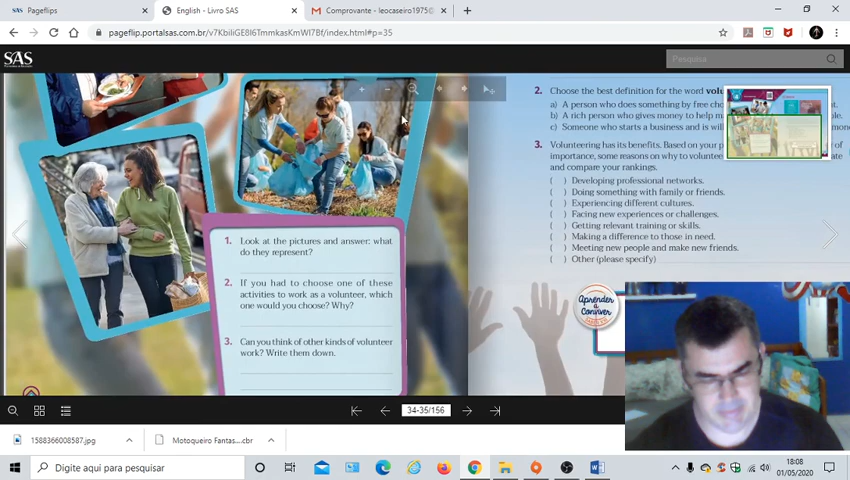 Pageflips
English - Livro SAS
Comprovante - leocaseiro1975@
pageflip.portalsas.com.br/v7KbiliGE8I6TmmkasKmWI7Bf/index.html#p=35
SAS
Pesquisa
1. Look at the pictures and answer: what
do they represent?
2. If you had to choose one of these
activities to work as a volunteer, which
one would you choose? Why?
3. Can you think of other kinds of volunteer
work? Write them down.
2. Choose the best definition for the word
a) A person who does something by free
b) A rich person who gives money to help
c) Someone who starts a business and is
3. Volunteering has its benefits. Based on your
importance, some reasons on why to
and compare your rankings.
( ) Developing professional networks.
( ) Doing something with family or friends.
( ) Experiencing different cultures.
( ) Facing new experiences or challenges.
( ) Getting relevant training or skills.
( ) Making a difference to those in need.
( ) Meeting new people and make new friends.
( ) Other (please specify)
Aprender
a
Conviver
34-35/156
1588366008587.jpg
Motoqueiro Fantas....cbr
Digite aqui para pesquisar
18:08
01/05/2020